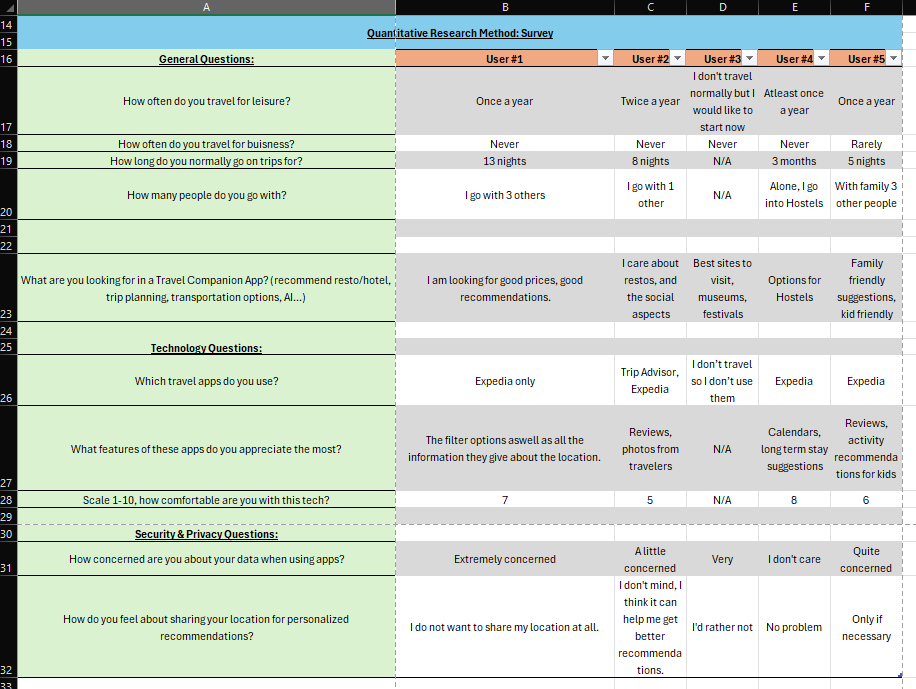 A B C D E F
14
15 Quantitative Research Method: Survey
16 General Questions: User #1 User #2 User #3 User #4 User #5
17 How often do you travel for leisure? Once a year Twice a year I don't travel normally but I would like to start now Atleast once a year Once a year
18 How often do you travel for buisness? Never Never Never Never Rarely
19 How long do you normally go on trips for? 13 nights 8 nights N/A 3 months 5 nights
20 How many people do you go with? I go with 3 others I go with 1 other N/A Alone, I go into Hostels With family 3 other people
21
22
23 What are you looking for in a Travel Companion App? (recommend resto/hotel, trip planning, transportation options, AI...) I am looking for good prices, good recommendations. I care about restos, and the social aspects Best sites to visit, museums, festivals Options for Hostels Family friendly suggestions, kid friendly
24
25 Technology Questions:
26 Which travel apps do you use? Expedia only Trip Advisor, Expedia I don't travel so I don't use them Expedia Expedia
27 What features of these apps do you appreciate the most? The filter options aswell as all the information they give about the location. Reviews, photos from travelers N/A Calendars, long term stay suggestions Reviews, activity recommendations for kids
28 Scale 1-10, how comfortable are you with this tech? 7 5 N/A 8 6
29
30 Security & Privacy Questions:
31 How concerned are you about your data when using apps? Extremely concerned A little concerned Very I don't care Quite concerned
32 How do you feel about sharing your location for personalized recommendations? I do not want to share my location at all. I don't mind, I think it can help me get better recommendations. I'd rather not No problem Only if necessary
33